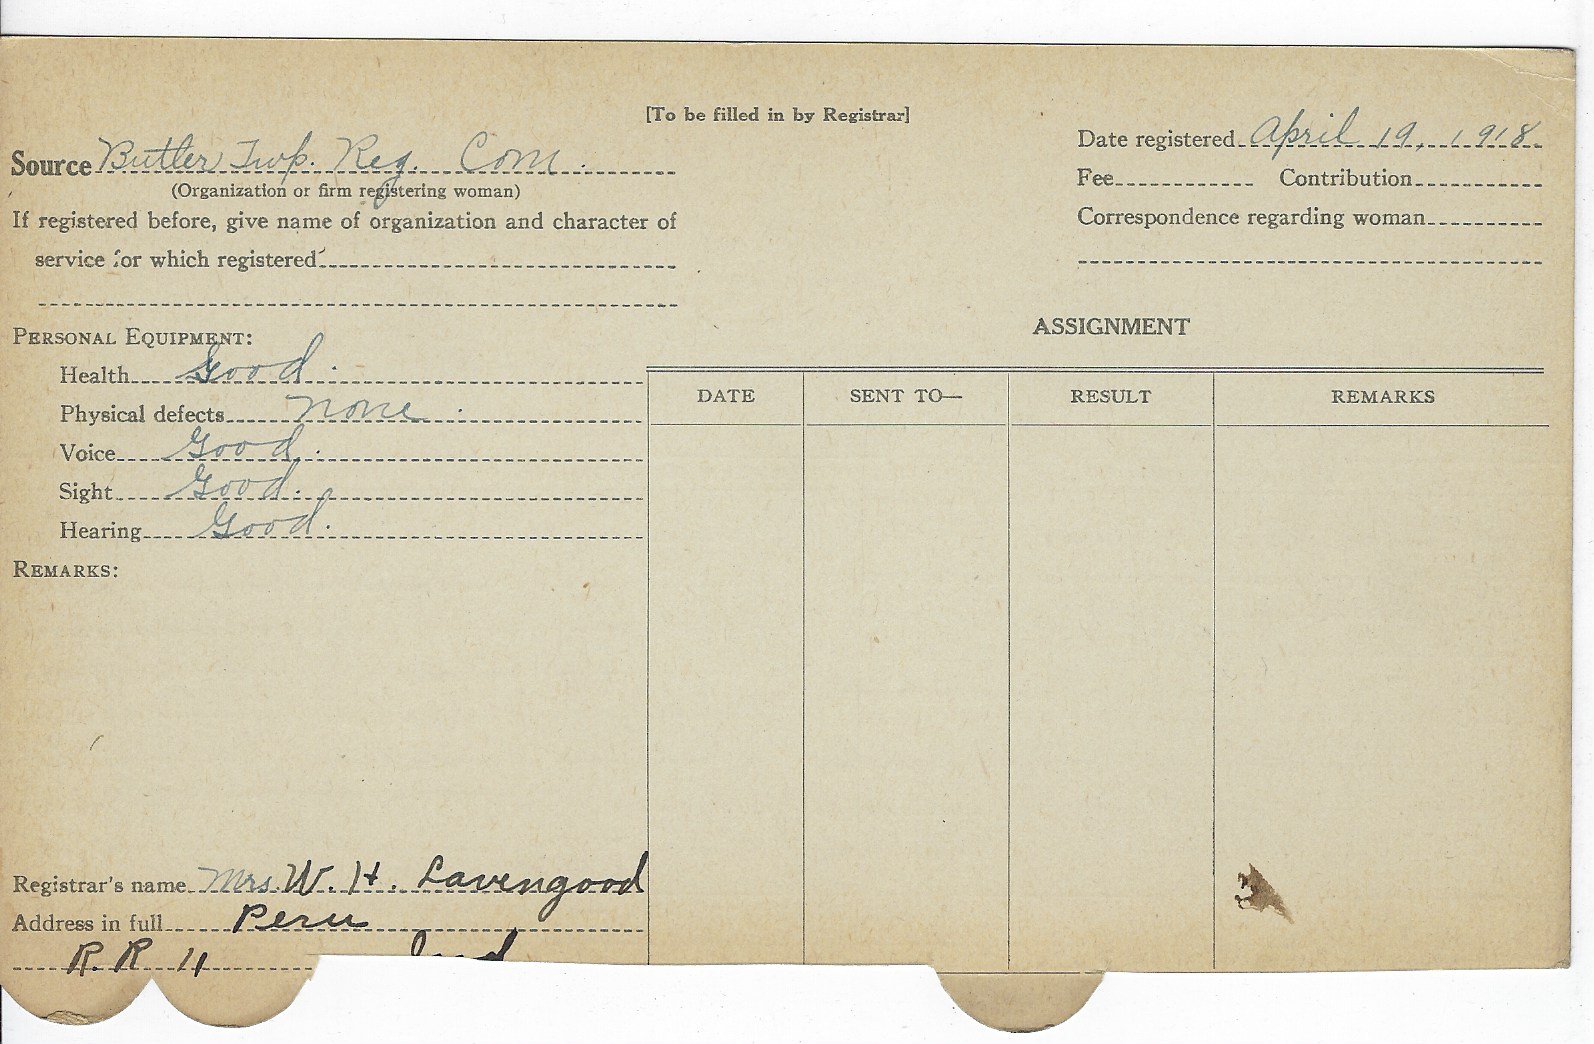 [To be filled in by Registrar]
Source Butler Twp. Reg. Com.
(Organization or firm registering woman)
If registered before, give name of organization and character of
service for which registered
Date registered April 19, 1918.
Fee Contribution
Correspondence regarding woman
PERSONAL EQUIPMENT:
Health Good.
Physical defects none.
Voice Good.
Sight Good.
Hearing Good.
REMARKS:
ASSIGNMENT
DATE SENT TO— RESULT REMARKS
Registrar's name Mrs. W. H. Lavengood
Address in full Peru
R. R. 11 Ind